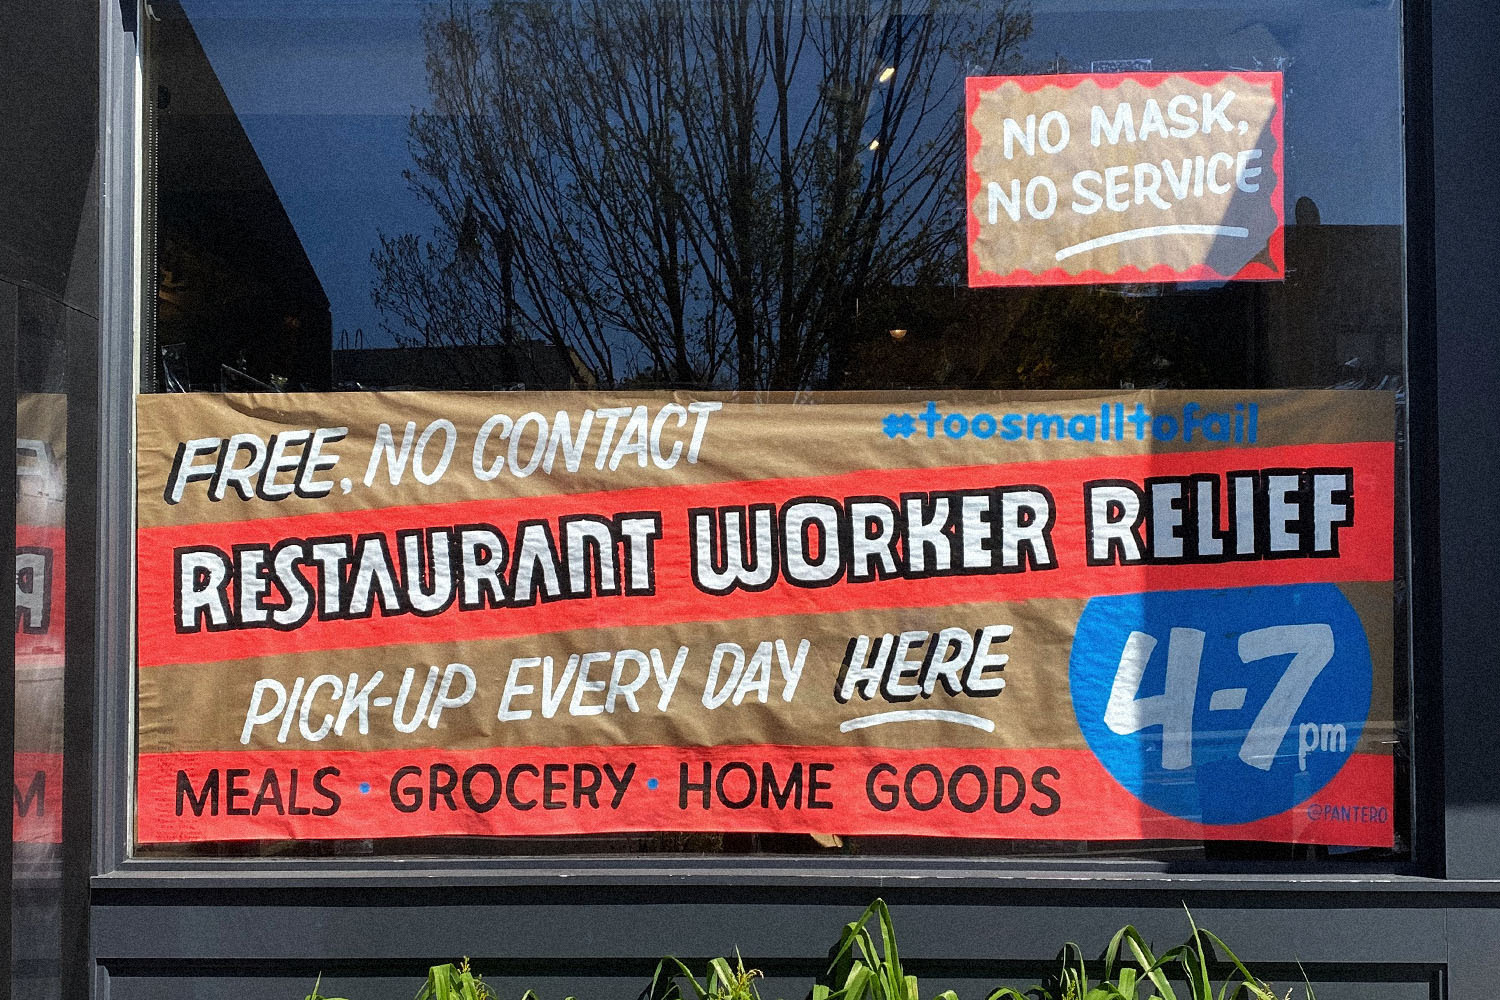 NO MASK,
NO SERVICE
FREE, NO CONTACT
#toosmalltofail
RESTAURANT WORKER RELIEF
PICK-UP EVERY DAY HERE
4-7pm
MEALS · GROCERY · HOME GOODS
@PANTERO